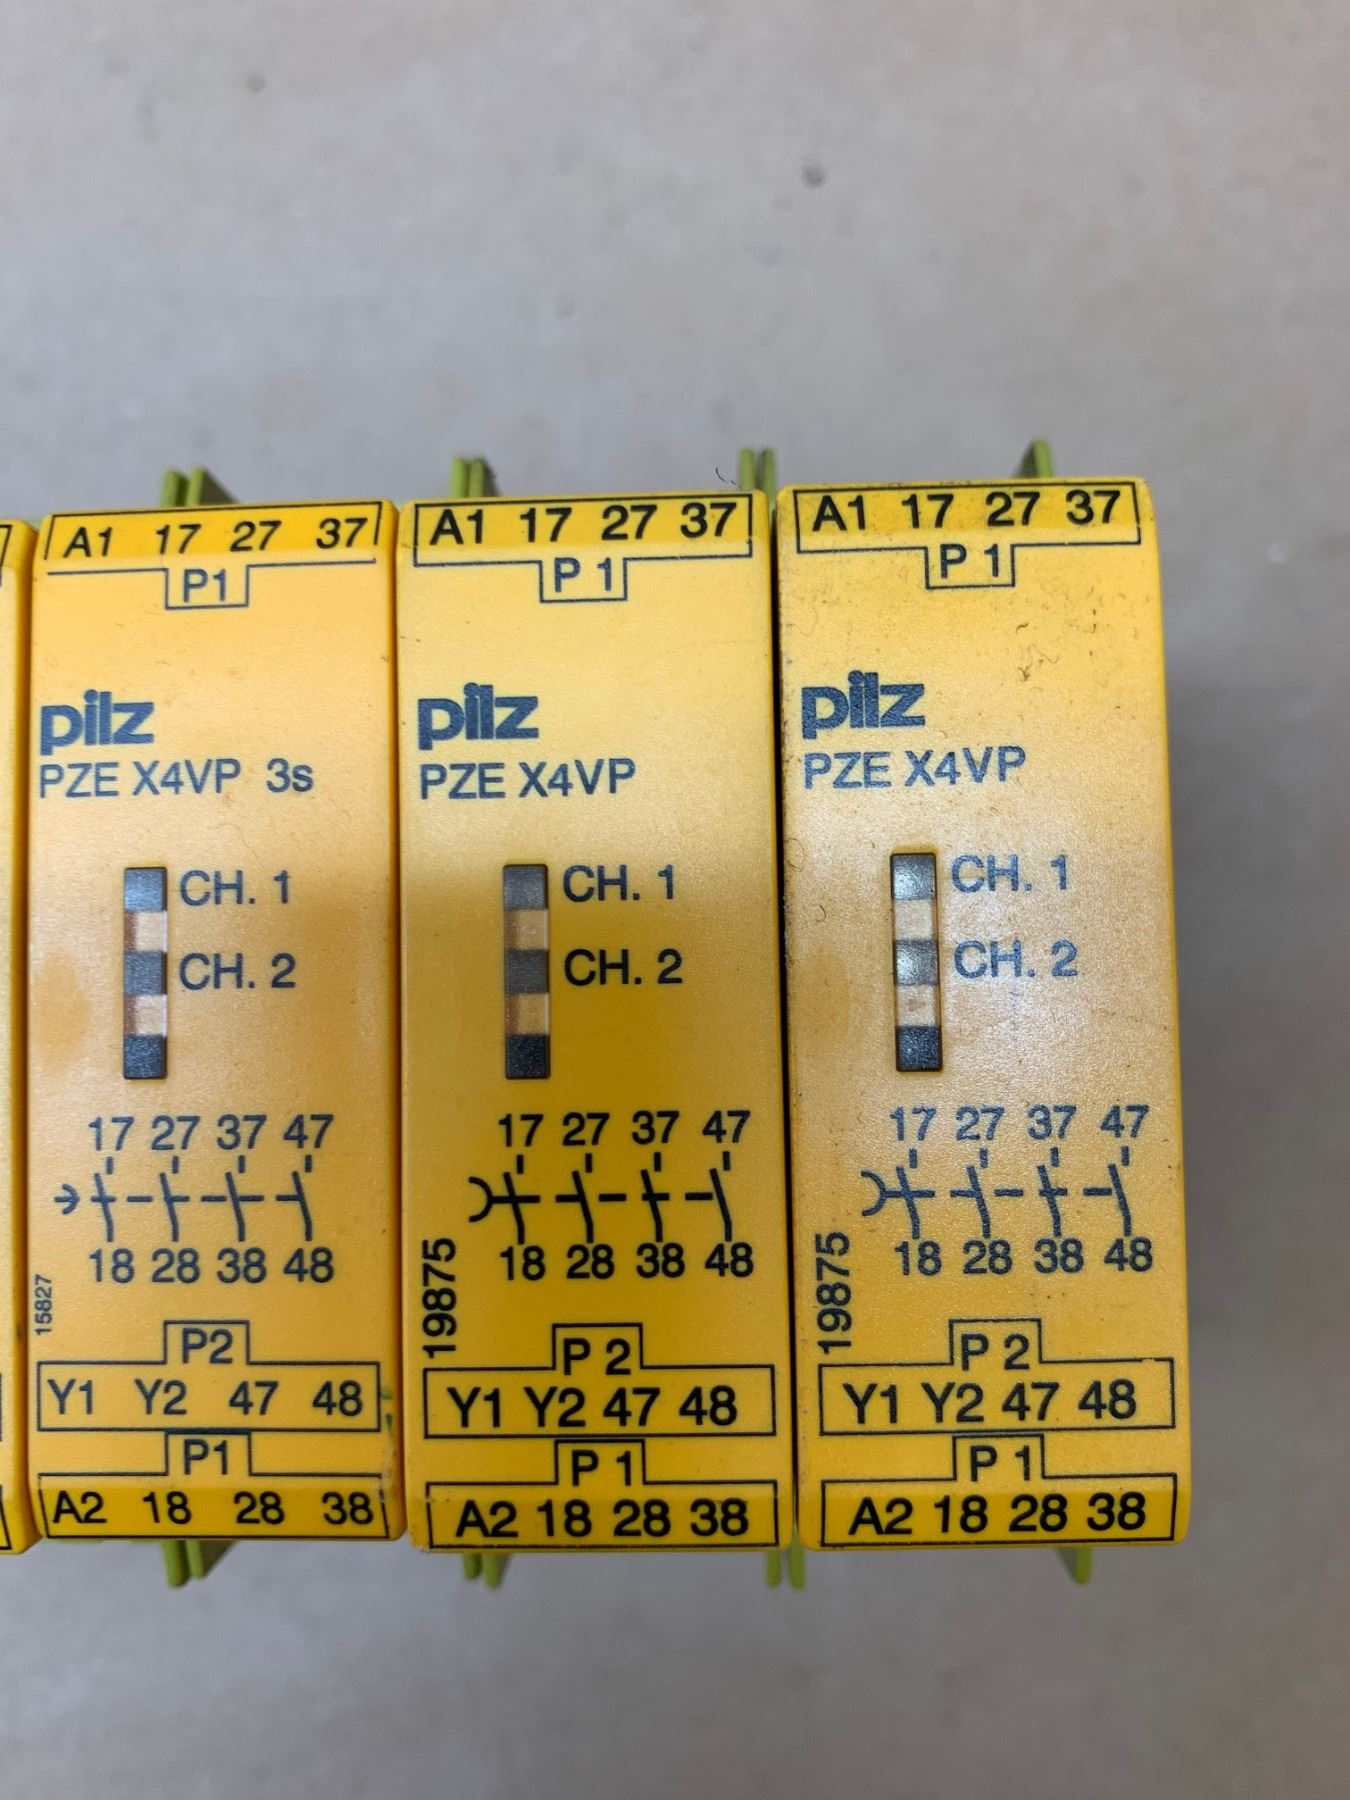 A1 17 27 37
P1
pilz
PZE X4VP 3s
CH. 1
CH. 2
17 27 37 47
18 28 38 48
15827
P2
Y1 Y2 47 48
P1
A2 18 28 38
A1 17 27 37
P 1
pilz
PZE X4VP
CH. 1
CH. 2
17 27 37 47
18 28 38 48
19875
P 2
Y1 Y2 47 48
P 1
A2 18 28 38
A1 17 27 37
P 1
pilz
PZE X4VP
CH. 1
CH. 2
17 27 37 47
18 28 38 48
19875
P 2
Y1 Y2 47 48
P 1
A2 18 28 38